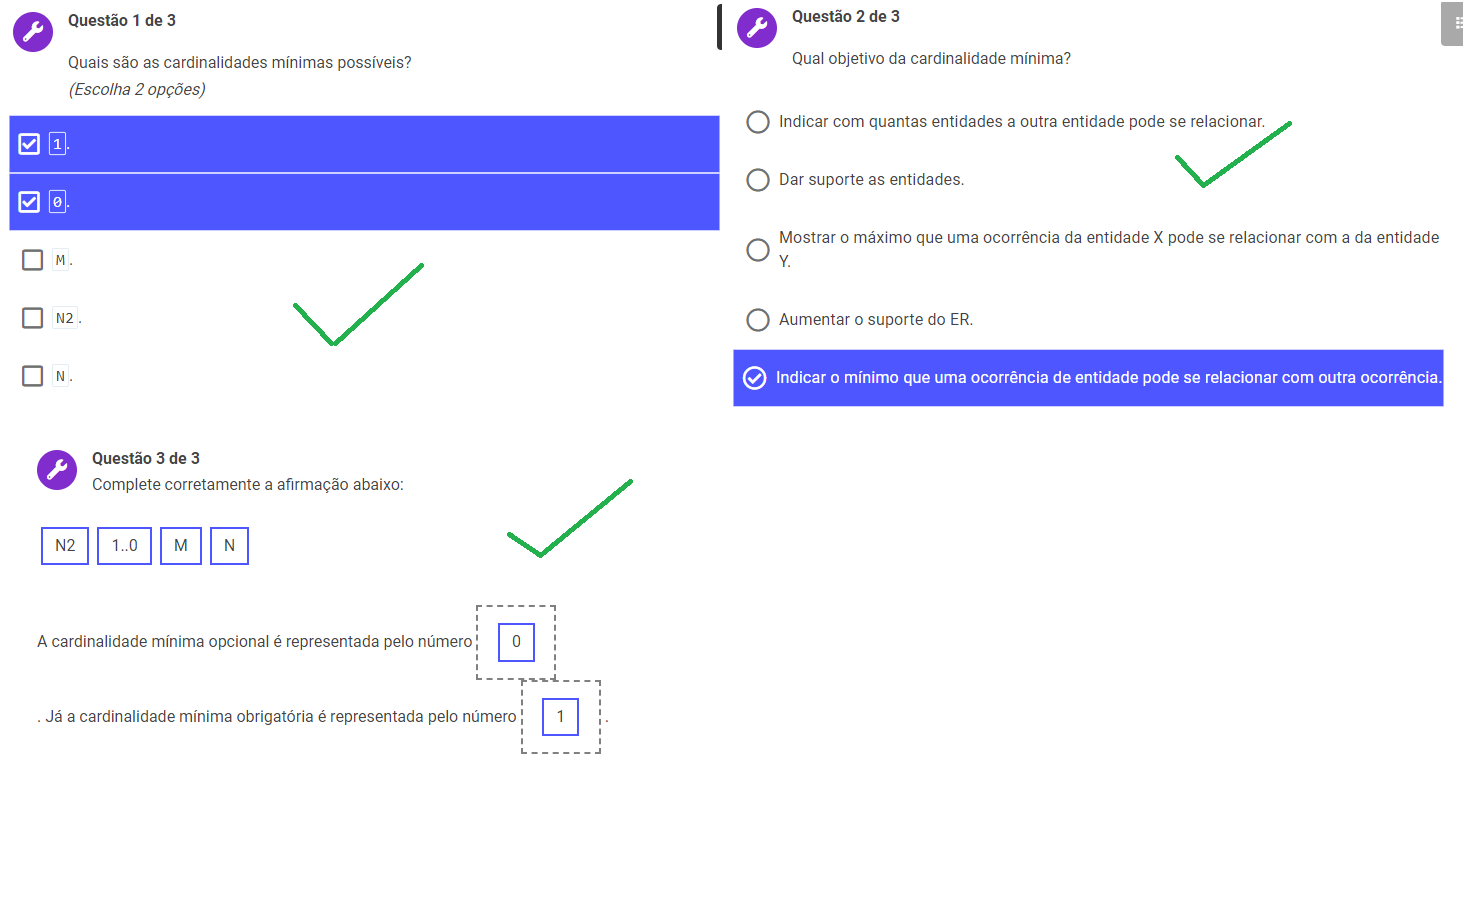 Questão 1 de 3
Quais são as cardinalidades mínimas possíveis?
(Escolha 2 opções)
1.
0.
M.
N2.
N.
Questão 2 de 3
Qual objetivo da cardinalidade mínima?
Indicar com quantas entidades a outra entidade pode se relacionar.
Dar suporte as entidades.
Mostrar o máximo que uma ocorrência da entidade X pode se relacionar com a da entidade
Y.
Aumentar o suporte do ER.
Indicar o mínimo que uma ocorrência de entidade pode se relacionar com outra ocorrência.
Questão 3 de 3
Complete corretamente a afirmação abaixo:
N2 1..0 M N
A cardinalidade mínima opcional é representada pelo número 0
. Já a cardinalidade mínima obrigatória é representada pelo número 1 .